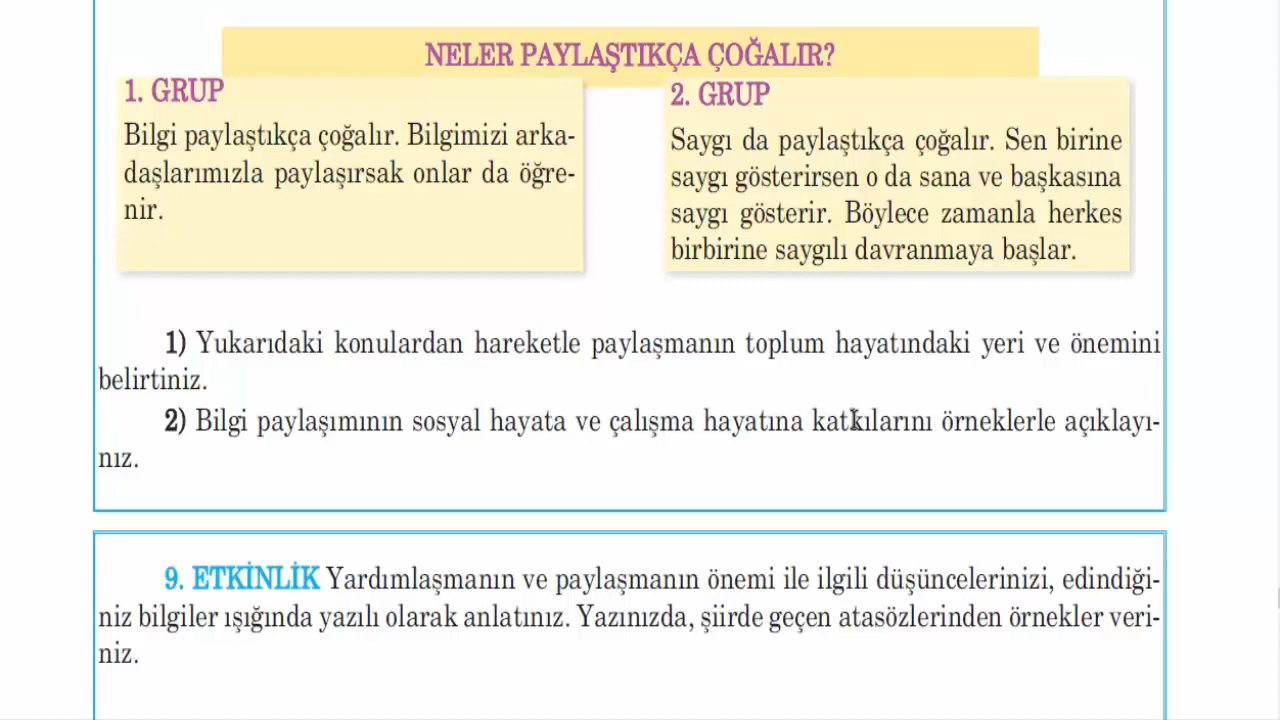 NELER PAYLAŞTIKÇA ÇOĞALIR?
1. GRUP
Bilgi paylaştıkça çoğalır. Bilgimizi arka-
daşlarımızla paylaşırsak onlar da öğre-
nir.
2. GRUP
Saygı da paylaştıkça çoğalır. Sen birine
saygı gösterirsen o da sana ve başkasına
saygı gösterir. Böylece zamanla herkes
birbirine saygılı davranmaya başlar.
1) Yukarıdaki konulardan hareketle paylaşmanın toplum hayatındaki yeri ve önemini
belirtiniz.
2) Bilgi paylaşımının sosyal hayata ve çalışma hayatına katkılarını örneklerle açıklayı-
nız.
9. ETKİNLİK Yardımlaşmanın ve paylaşmanın önemi ile ilgili düşüncelerinizi, edindiği-
niz bilgiler ışığında yazılı olarak anlatınız. Yazınızda, şiirde geçen atasözlerinden örnekler veri-
niz.